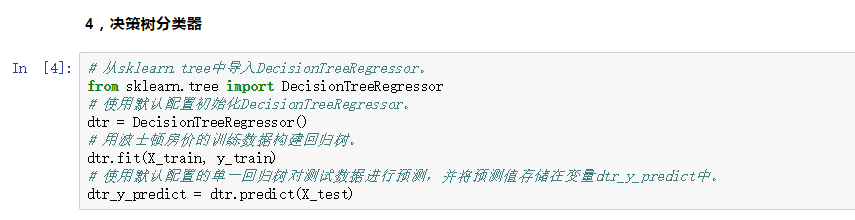 4，决策树分类器
In [4]:
# 从sklearn.tree中导入DecisionTreeRegressor。
from sklearn.tree import DecisionTreeRegressor
# 使用默认配置初始化DecisionTreeRegressor。
dtr = DecisionTreeRegressor()
# 用波士顿房价的训练数据构建回归树。
dtr.fit(X_train, y_train)
# 使用默认配置的单一回归树对测试数据进行预测，并将预测值存储在变量dtr_y_predict中。
dtr_y_predict = dtr.predict(X_test)